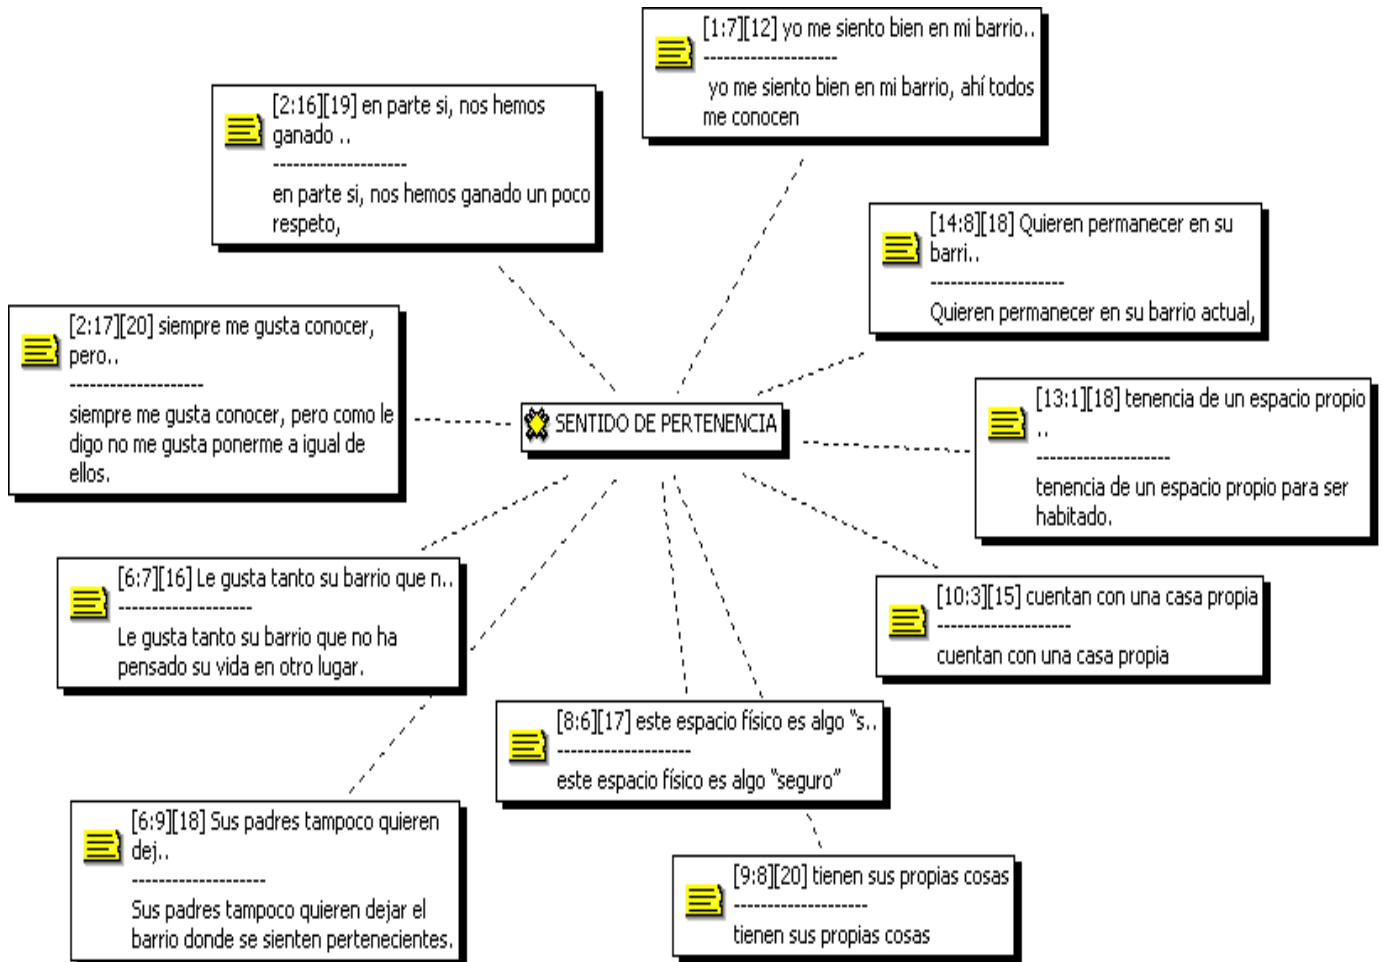 [1:7][12] yo me siento bien en mi barrio..
--------------------
yo me siento bien en mi barrio, ahí todos
me conocen
[2:16][19] en parte si, nos hemos
ganado ..
--------------------
en parte si, nos hemos ganado un poco
respeto,
[14:8][18] Quieren permanecer en su
barri..
--------------------
Quieren permanecer en su barrio actual,
[2:17][20] siempre me gusta conocer,
pero..
--------------------
siempre me gusta conocer, pero como le
digo no me gusta ponerme a igual de
ellos.
SENTIDO DE PERTENENCIA
[13:1][18] tenencia de un espacio propio
..
--------------------
tenencia de un espacio propio para ser
habitado.
[6:7][16] Le gusta tanto su barrio que n..
--------------------
Le gusta tanto su barrio que no ha
pensado su vida en otro lugar.
[10:3][15] cuentan con una casa propia
--------------------
cuentan con una casa propia
[8:6][17] este espacio físico es algo “s..
--------------------
este espacio físico es algo “seguro”
[6:9][18] Sus padres tampoco quieren
dej..
--------------------
Sus padres tampoco quieren dejar el
barrio donde se sienten pertenecientes.
[9:8][20] tienen sus propias cosas
--------------------
tienen sus propias cosas